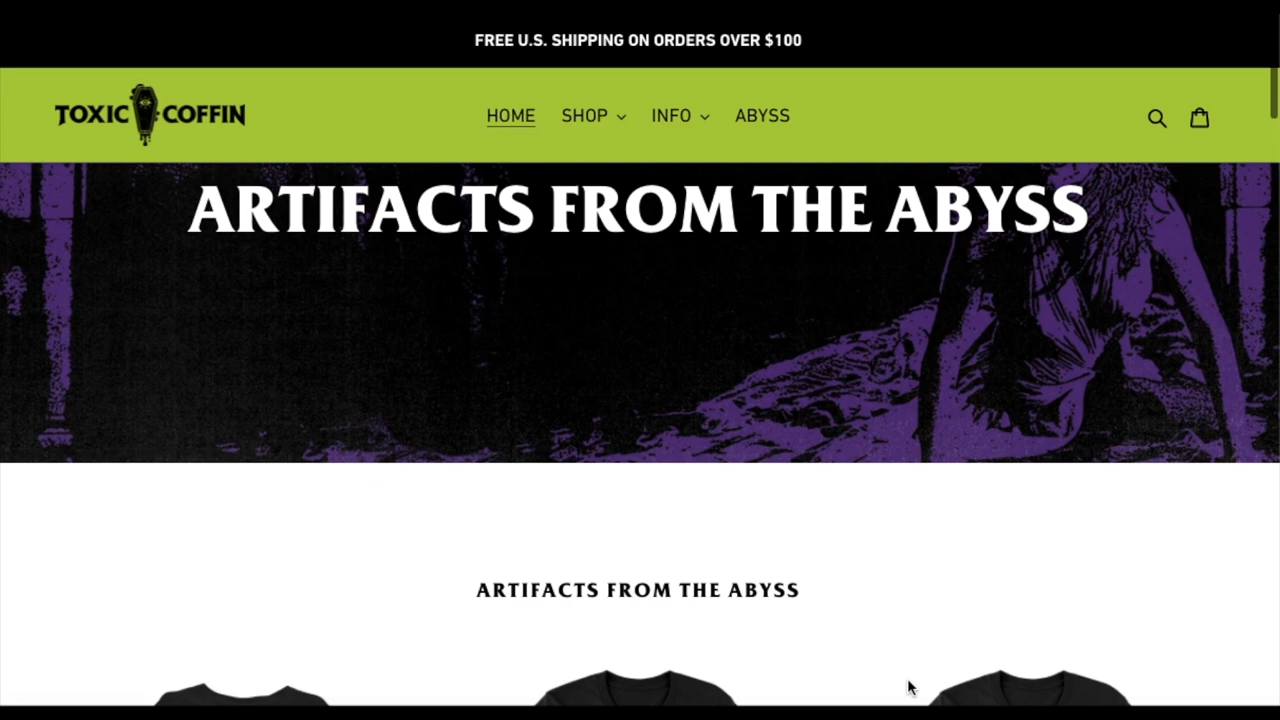 FREE U.S. SHIPPING ON ORDERS OVER $100
TOXIC COFFIN
HOME SHOP INFO ABYSS
ARTIFACTS FROM THE ABYSS
ARTIFACTS FROM THE ABYSS